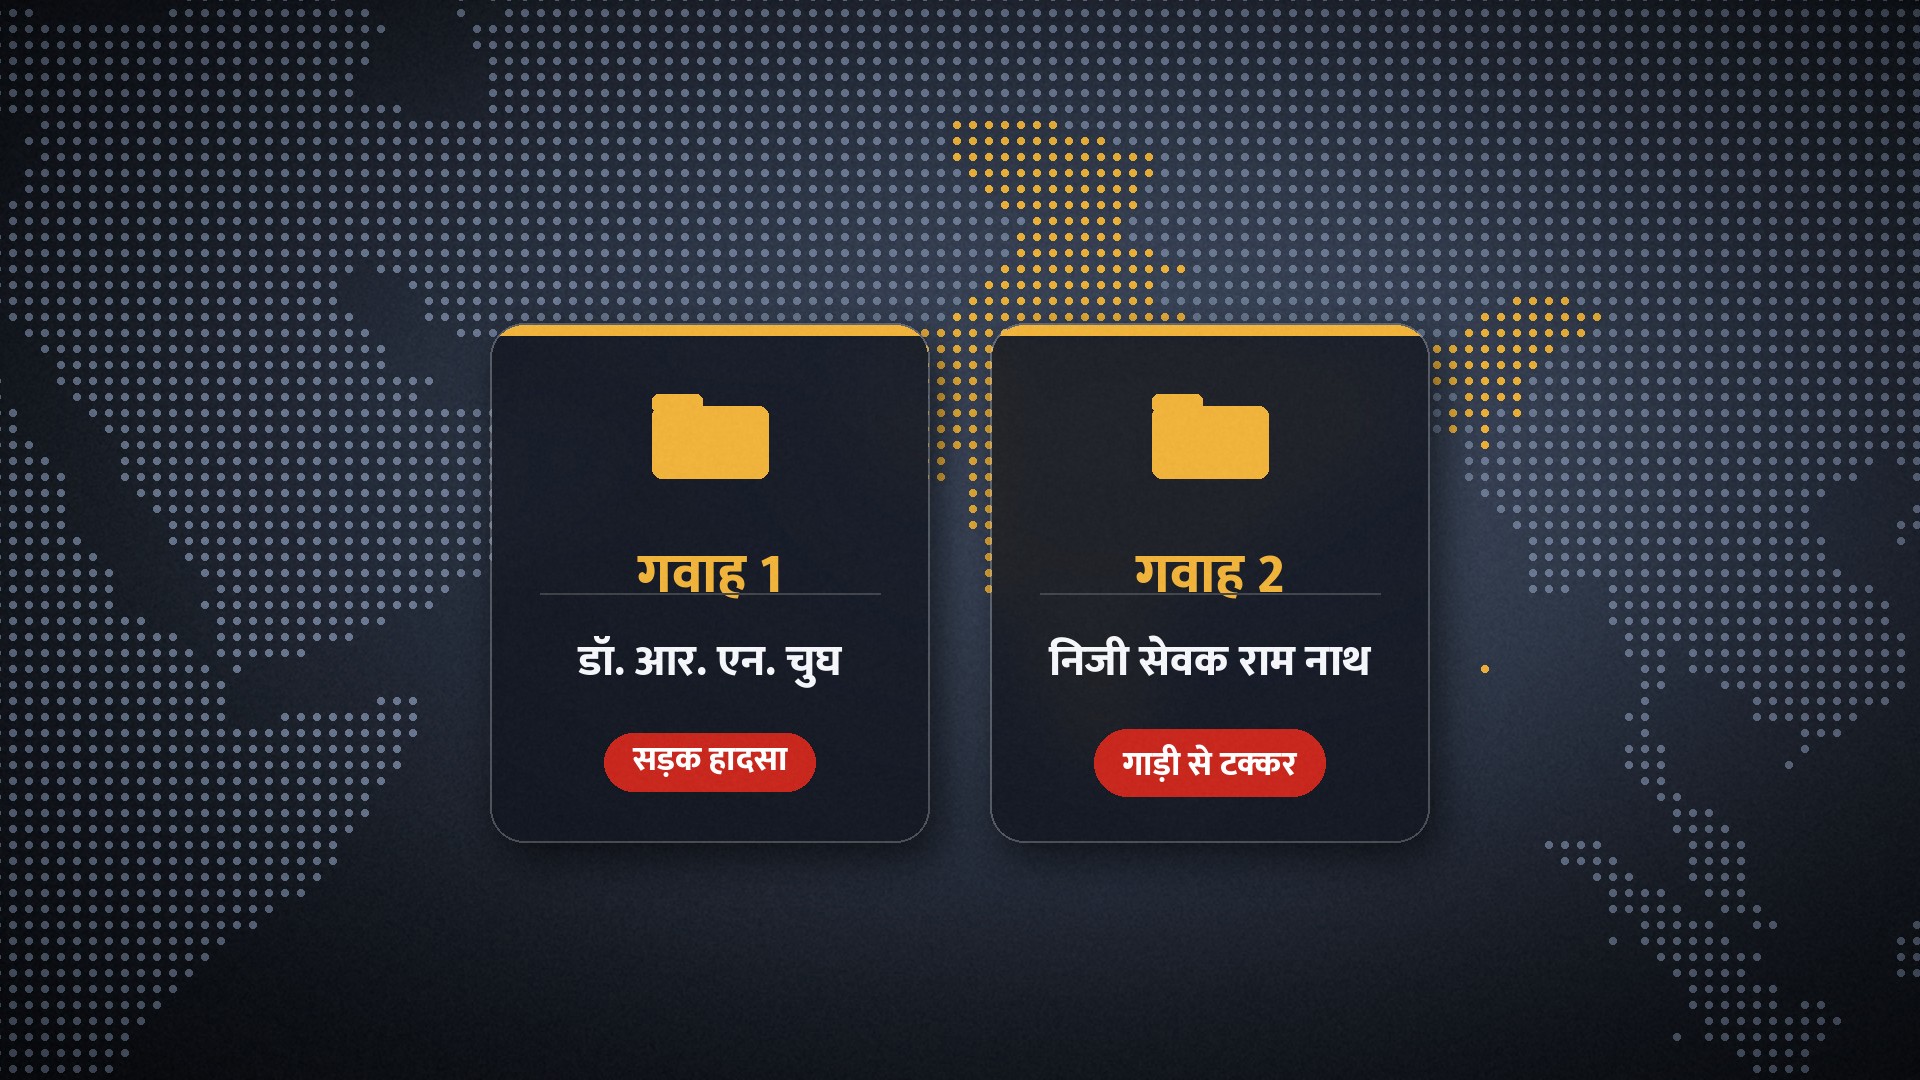 गवाह 1
डॉ. आर. एन. चुघ
सड़क हादसा
गवाह 2
निजी सेवक राम नाथ
गाड़ी से टक्कर